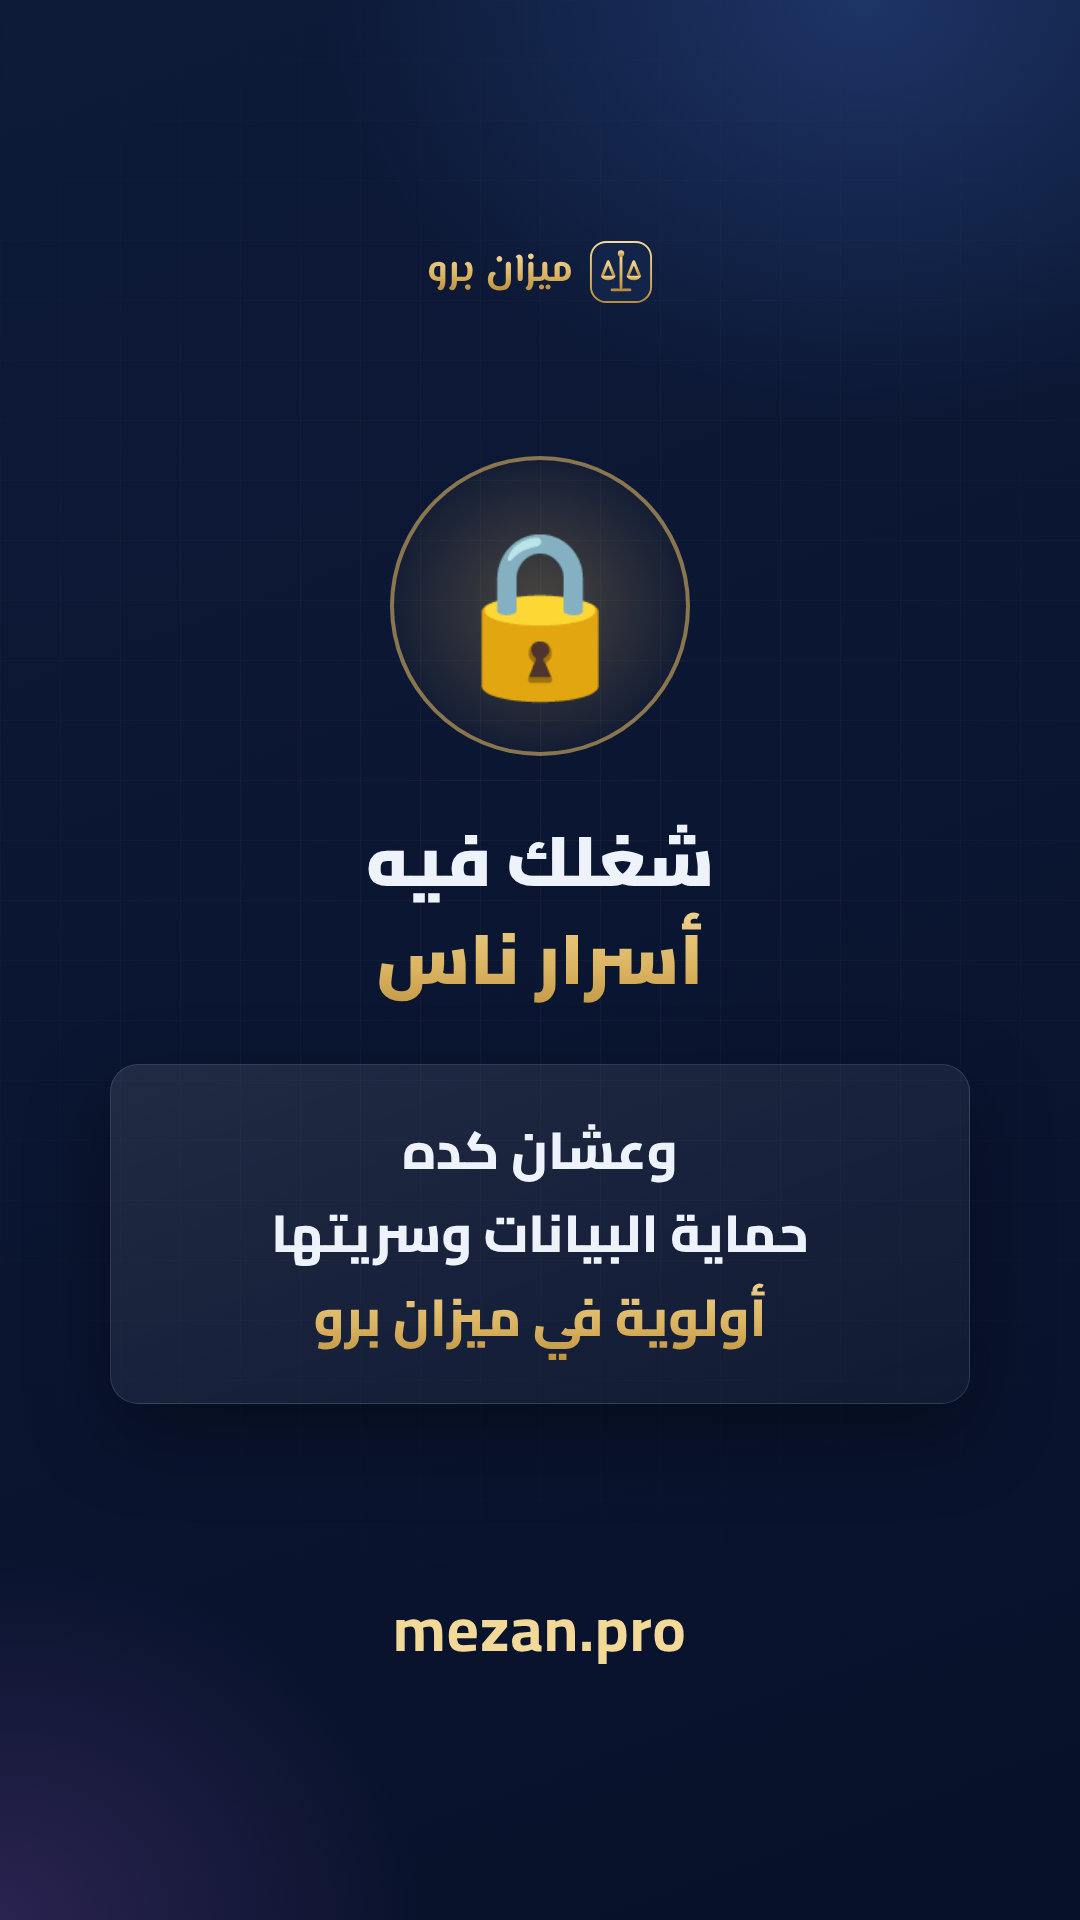 ميزان برو
شغلك فيه
أسرار ناس
وعشان كده
حماية البيانات وسريتها
أولوية في ميزان برو
mezan.pro